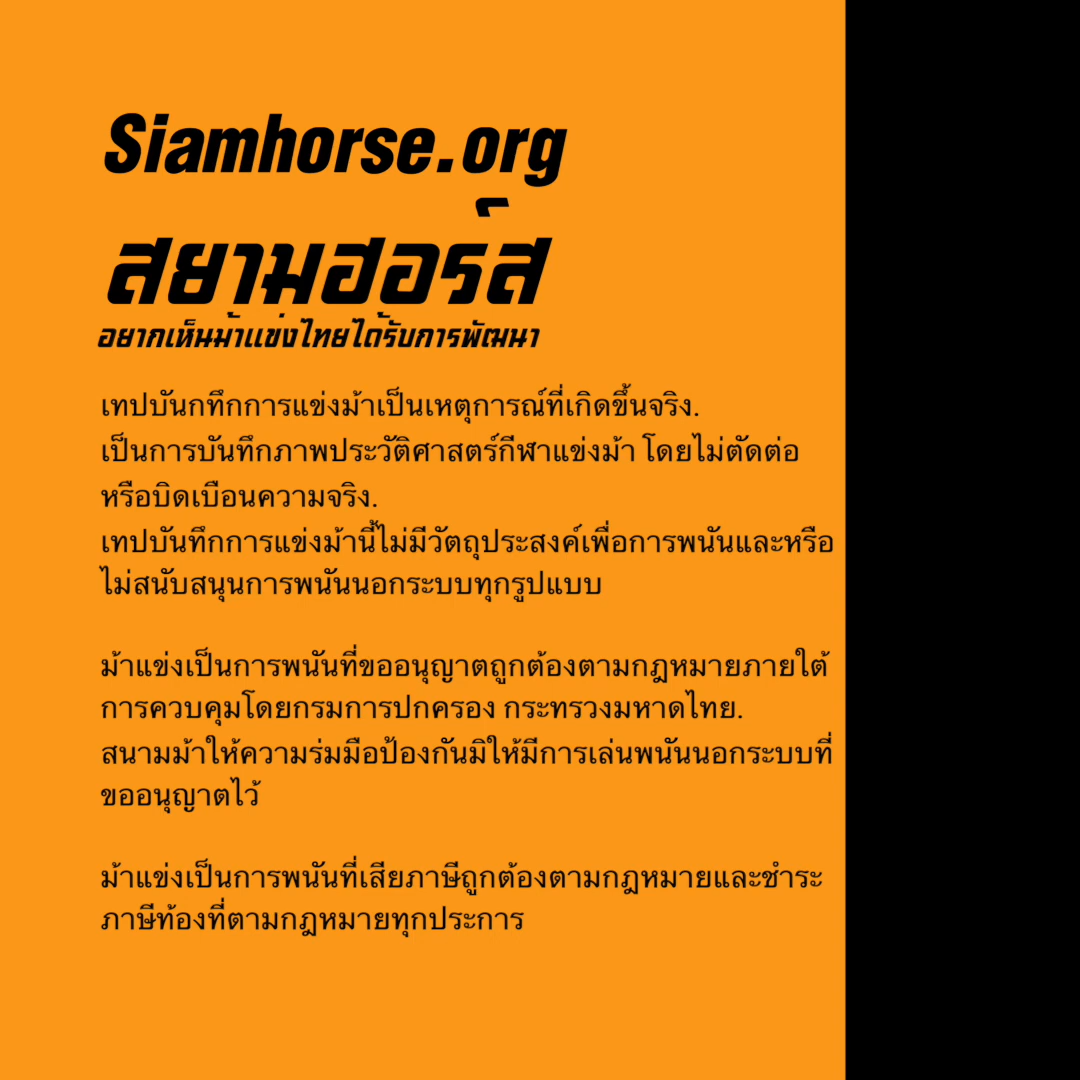 Siamhorse.org
สยามฮอร์ส
อยากเห็นม้าแข่งไทยได้รับการพัฒนา
เทปบันกทึกการแข่งม้าเป็นเหตุการณ์ที่เกิดขึ้นจริง.
เป็นการบันทึกภาพประวัติศาสตร์กีฬาแข่งม้า โดยไม่ตัดต่อ
หรือบิดเบือนความจริง.
เทปบันทึกการแข่งม้านี้ไม่มีวัตถุประสงค์เพื่อการพนันและหรือ
ไม่สนับสนุนการพนันนอกระบบทุกรูปแบบ
ม้าแข่งเป็นการพนันที่ขออนุญาตถูกต้องตามกฎหมายภายใต้
การควบคุมโดยกรมการปกครอง กระทรวงมหาดไทย.
สนามม้าให้ความร่มมือป้องกันมิให้มีการเล่นพนันนอกระบบที่
ขออนุญาตไว้
ม้าแข่งเป็นการพนันที่เสียภาษีถูกต้องตามกฎหมายและชำระ
ภาษีท้องที่ตามกฎหมายทุกประการ